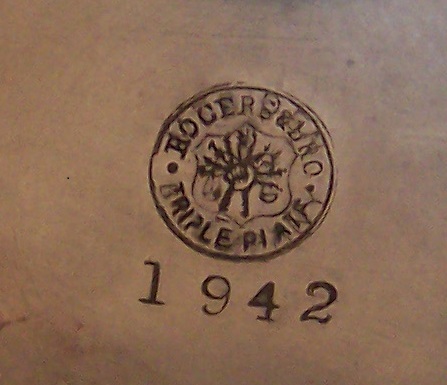 ROGERS & BRO
TRIPLE PLATE
1942